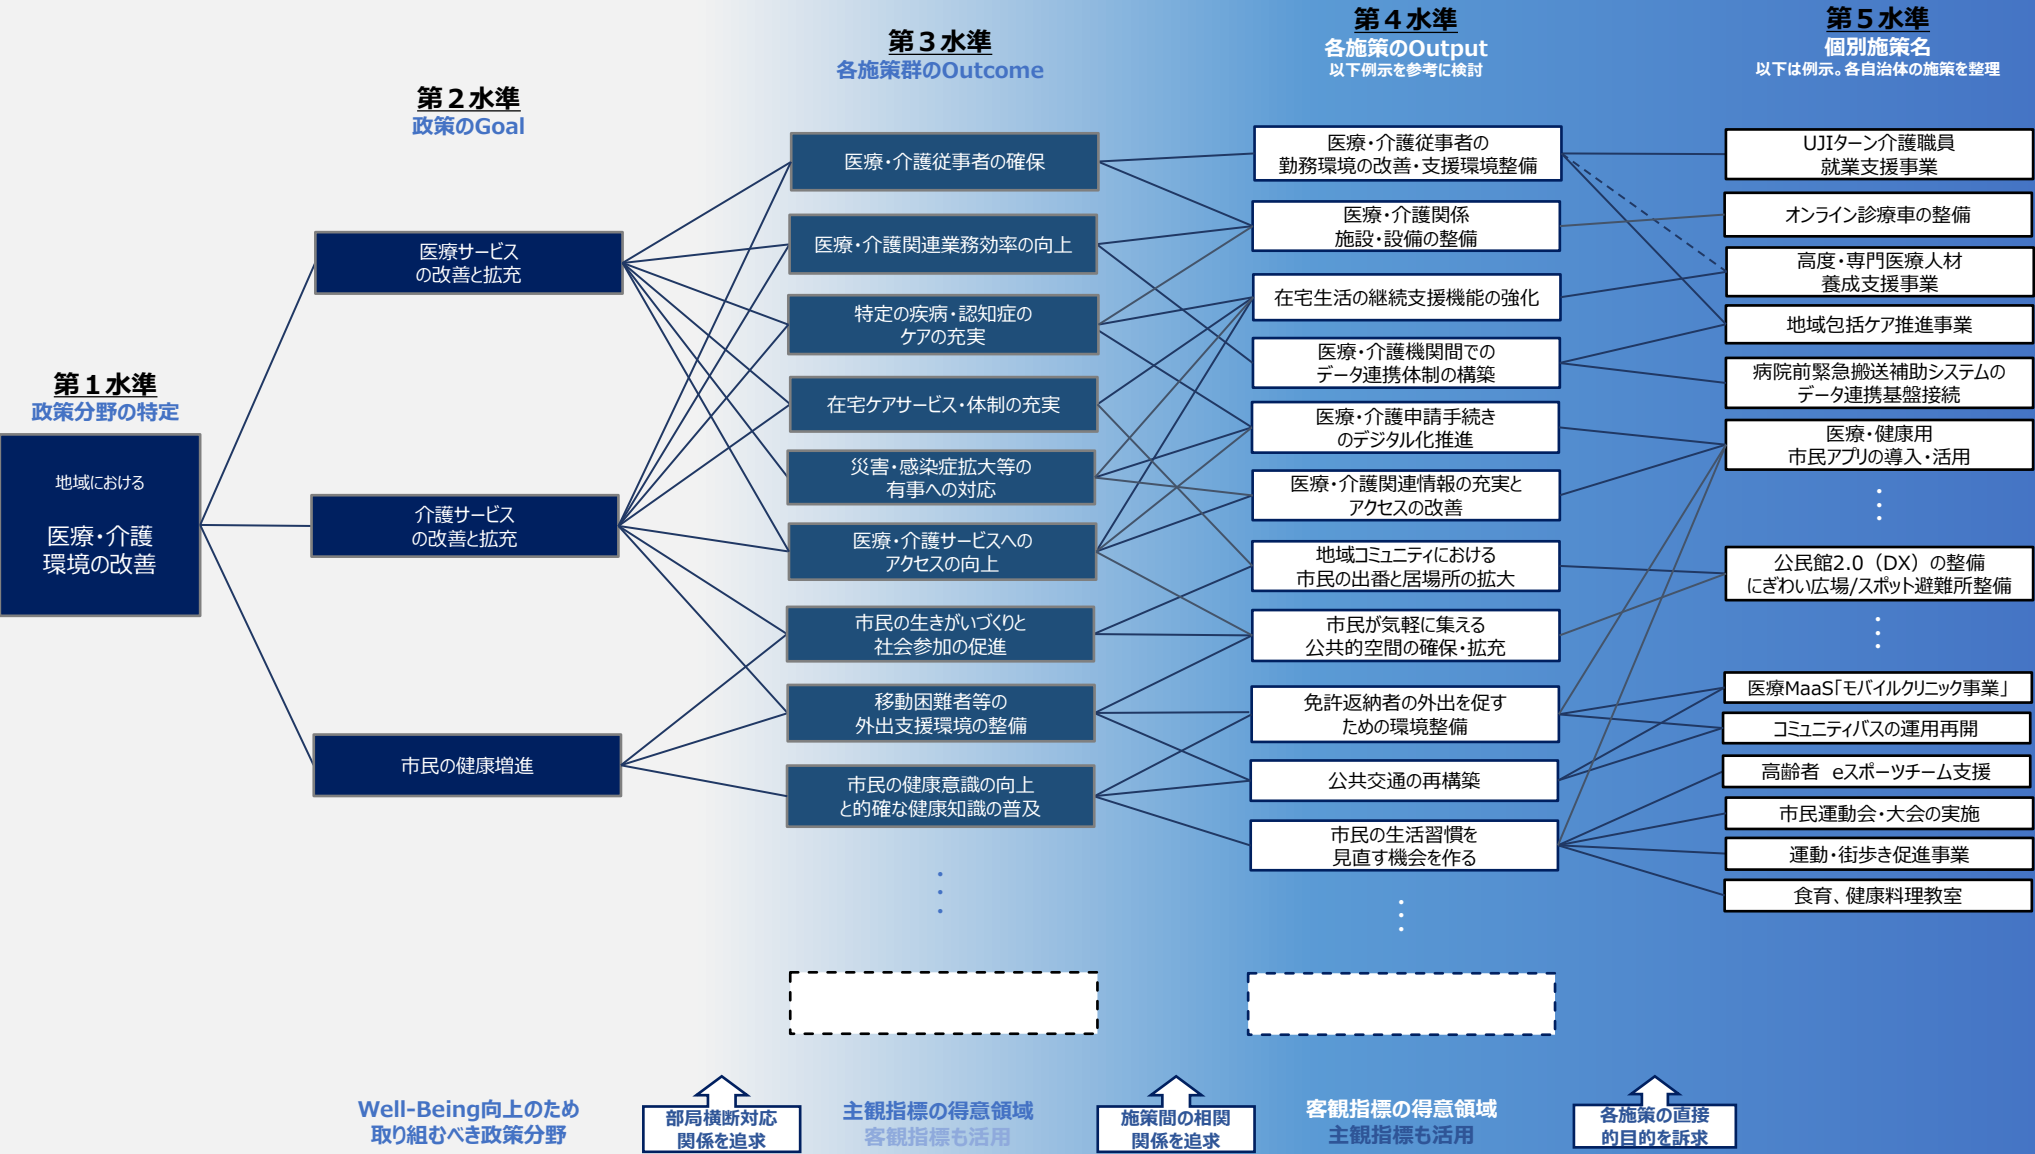 第1水準
政策分野の特定
地域における
医療・介護
環境の改善
第2水準
政策のGoal
医療サービス
の改善と拡充
介護サービス
の改善と拡充
市民の健康増進
Well-Being向上のため
取り組むべき政策分野
部局横断対応
関係を追求
第3水準
各施策群のOutcome
医療・介護従事者の確保
医療・介護関連業務効率の向上
特定の疾病・認知症の
ケアの充実
在宅ケアサービス・体制の充実
災害・感染症拡大等の
有事への対応
医療・介護サービスへの
アクセスの向上
市民の生きがいづくりと
社会参加の促進
移動困難者等の
外出支援環境の整備
市民の健康意識の向上
と的確な健康知識の普及
・
・
・
主観指標の得意領域
客観指標も活用
施策間の相関
関係を追求
第4水準
各施策のOutput
以下例示を参考に検討
医療・介護従事者の
勤務環境の改善・支援環境整備
医療・介護関係
施設・設備の整備
在宅生活の継続支援機能の強化
医療・介護機関間での
データ連携体制の構築
医療・介護申請手続き
のデジタル化推進
医療・介護関連情報の充実と
アクセスの改善
地域コミュニティにおける
市民の出番と居場所の拡大
市民が気軽に集える
公共的空間の確保・拡充
免許返納者の外出を促す
ための環境整備
公共交通の再構築
市民の生活習慣を
見直す機会を作る
・
・
・
客観指標の得意領域
主観指標も活用
各施策の直接
的目的を訴求
第5水準
個別施策名
以下は例示。各自治体の施策を整理
UJIターン介護職員
就業支援事業
オンライン診療車の整備
高度・専門医療人材
養成支援事業
地域包括ケア推進事業
病院前緊急搬送補助システムの
データ連携基盤接続
医療・健康用
市民アプリの導入・活用
・
・
・
公民館2.0（DX）の整備
にぎわい広場/スポット避難所整備
・
・
・
医療MaaS「モバイルクリニック事業」
コミュニティバスの運用再開
高齢者　eスポーツチーム支援
市民運動会・大会の実施
運動・街歩き促進事業
食育、健康料理教室